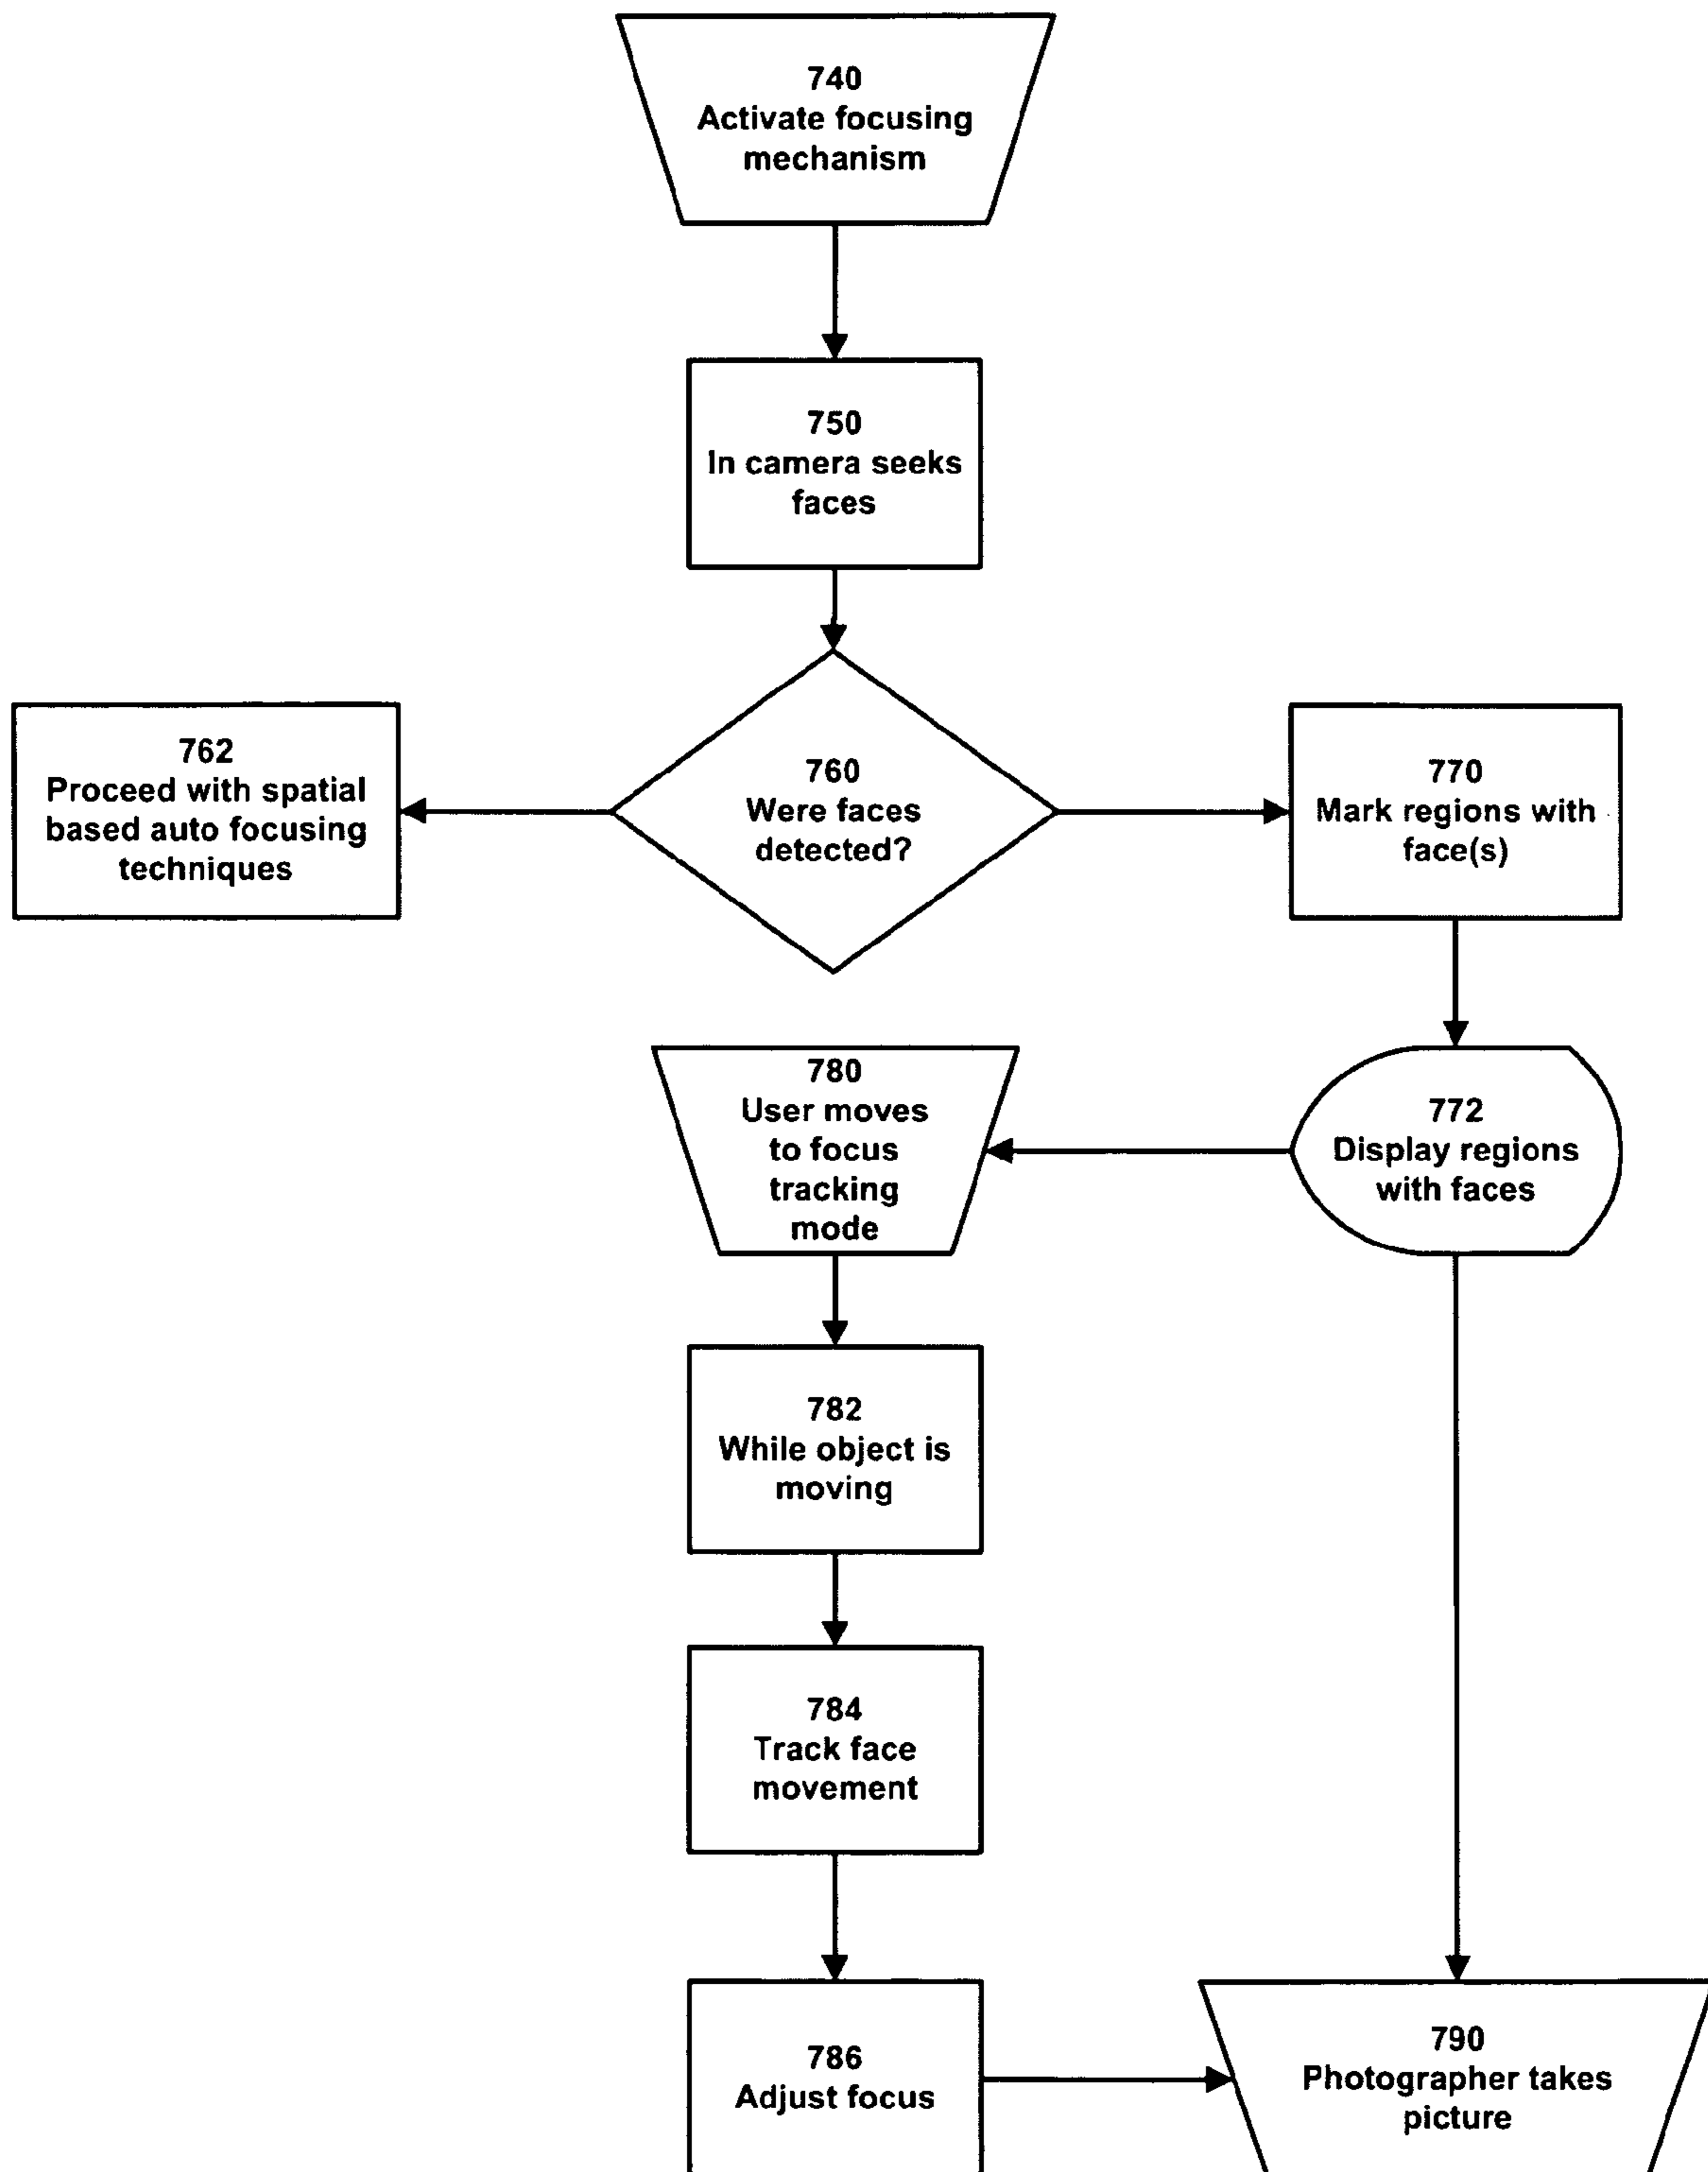 740
Activate focusing
mechanism
750
In camera seeks
faces
762
Proceed with spatial
based auto focusing
techniques
760
Were faces
detected?
770
Mark regions with
face(s)
780
User moves
to focus
tracking
mode
772
Display regions
with faces
782
While object is
moving
784
Track face
movement
786
Adjust focus
790
Photographer takes
picture